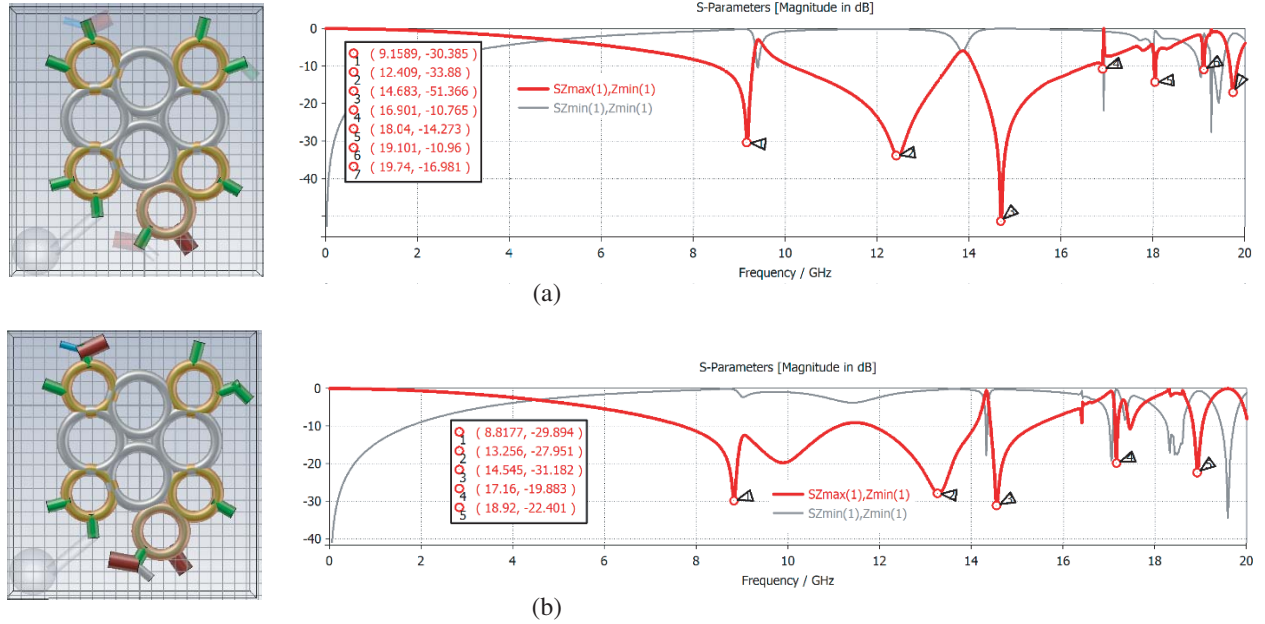 S-Parameters [Magnitude in dB]
0
-10
-20
-30
-40
1 ( 9.1589, -30.385 )
2 ( 12.409, -33.88 )
3 ( 14.683, -51.366 )
4 ( 16.901, -10.765 )
5 ( 18.04, -14.273 )
6 ( 19.101, -10.96 )
7 ( 19.74, -16.981 )
SZmax(1),Zmin(1)
SZmin(1),Zmin(1)
0 2 4 6 8 10 12 14 16 18 20
Frequency / GHz
(a)
S-Parameters [Magnitude in dB]
0
-10
-20
-30
-40
1 ( 8.8177, -29.894 )
2 ( 13.256, -27.951 )
3 ( 14.545, -31.182 )
4 ( 17.16, -19.883 )
5 ( 18.92, -22.401 )
SZmax(1),Zmin(1)
SZmin(1),Zmin(1)
0 2 4 6 8 10 12 14 16 18 20
Frequency / GHz
(b)